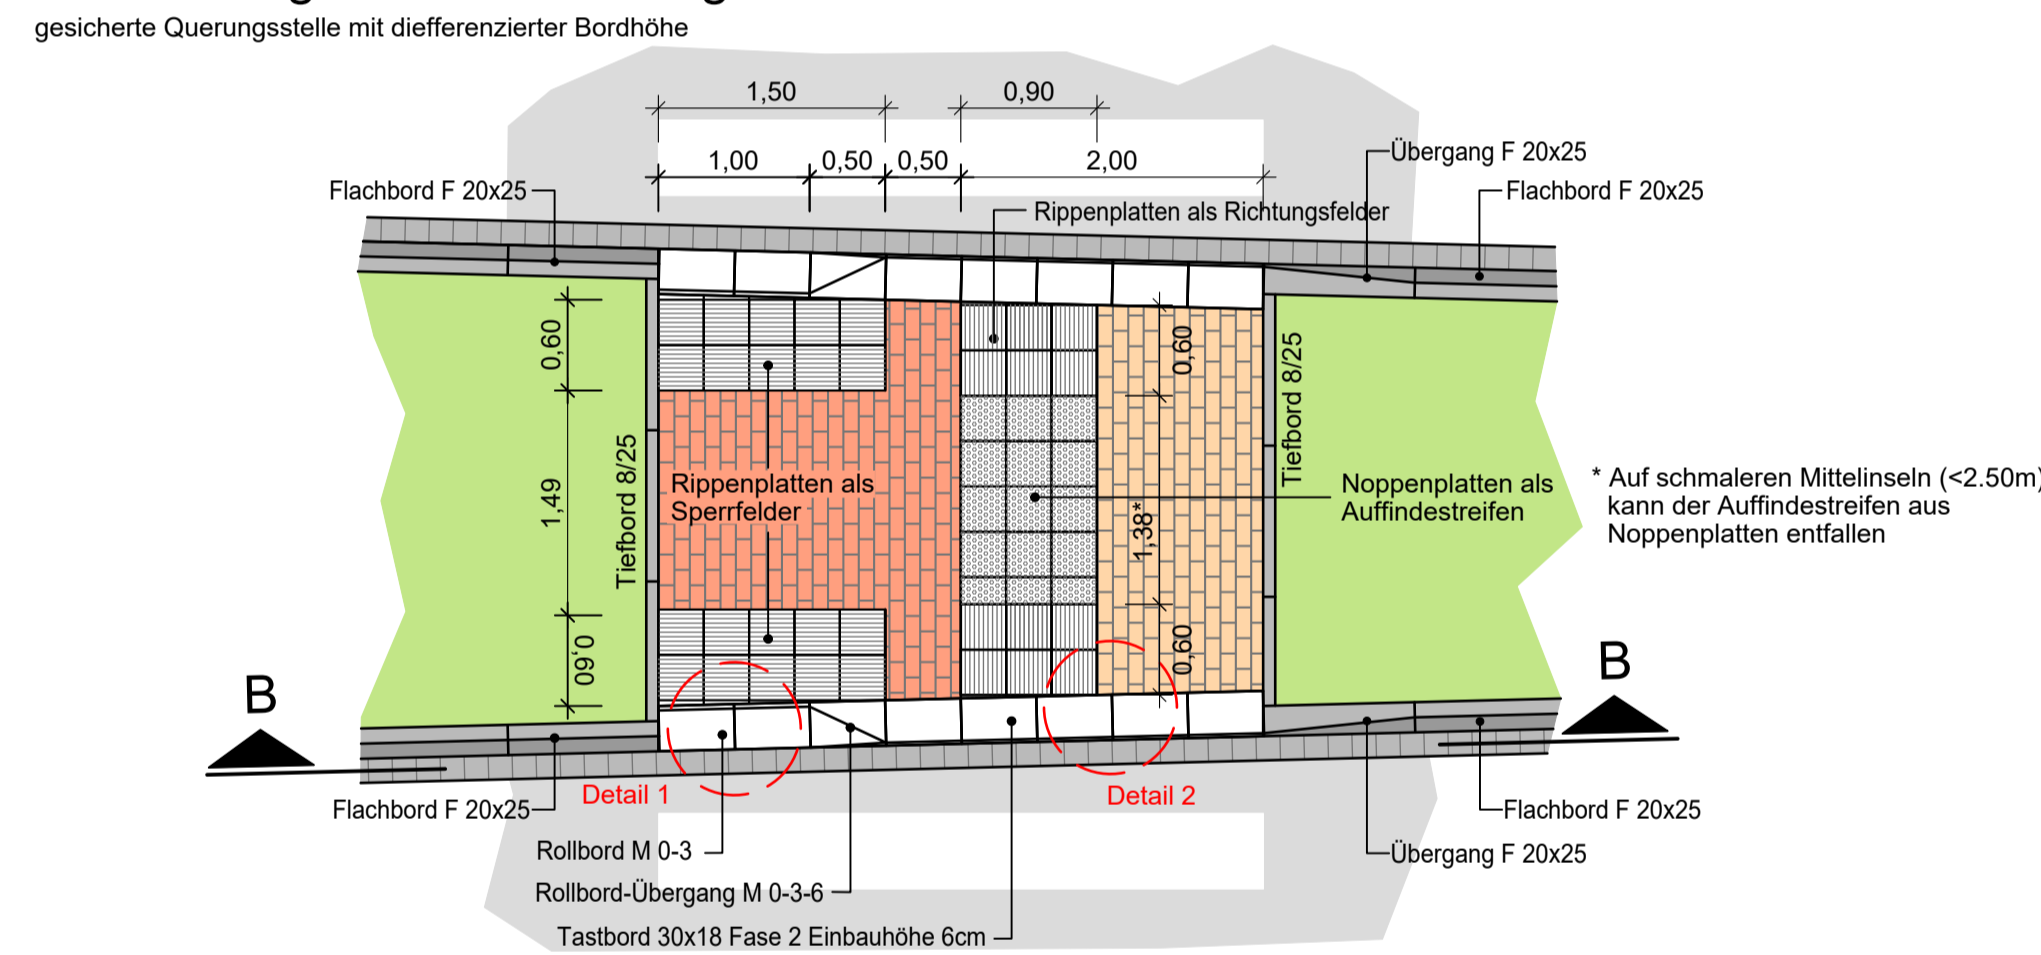 gesicherte Querungsstelle mit diefferenzierter Bordhöhe
1,50
0,90
1,00
0,50
0,50
2,00
Übergang F 20x25
Flachbord F 20x25
Flachbord F 20x25
Rippenplatten als Richtungsfelder
0,60
1,49
0,60
Tiefbord 8/25
Rippenplatten als
Sperrfelder
0,60
1,38*
0,60
Tiefbord 8/25
Noppenplatten als
Auffindestreifen
* Auf schmaleren Mittelinseln (<2.50m)
kann der Auffindestreifen aus
Noppenplatten entfallen
B
B
Detail 1
Detail 2
Flachbord F 20x25
Flachbord F 20x25
Rollbord M 0-3
Übergang F 20x25
Rollbord-Übergang M 0-3-6
Tastbord 30x18 Fase 2 Einbauhöhe 6cm